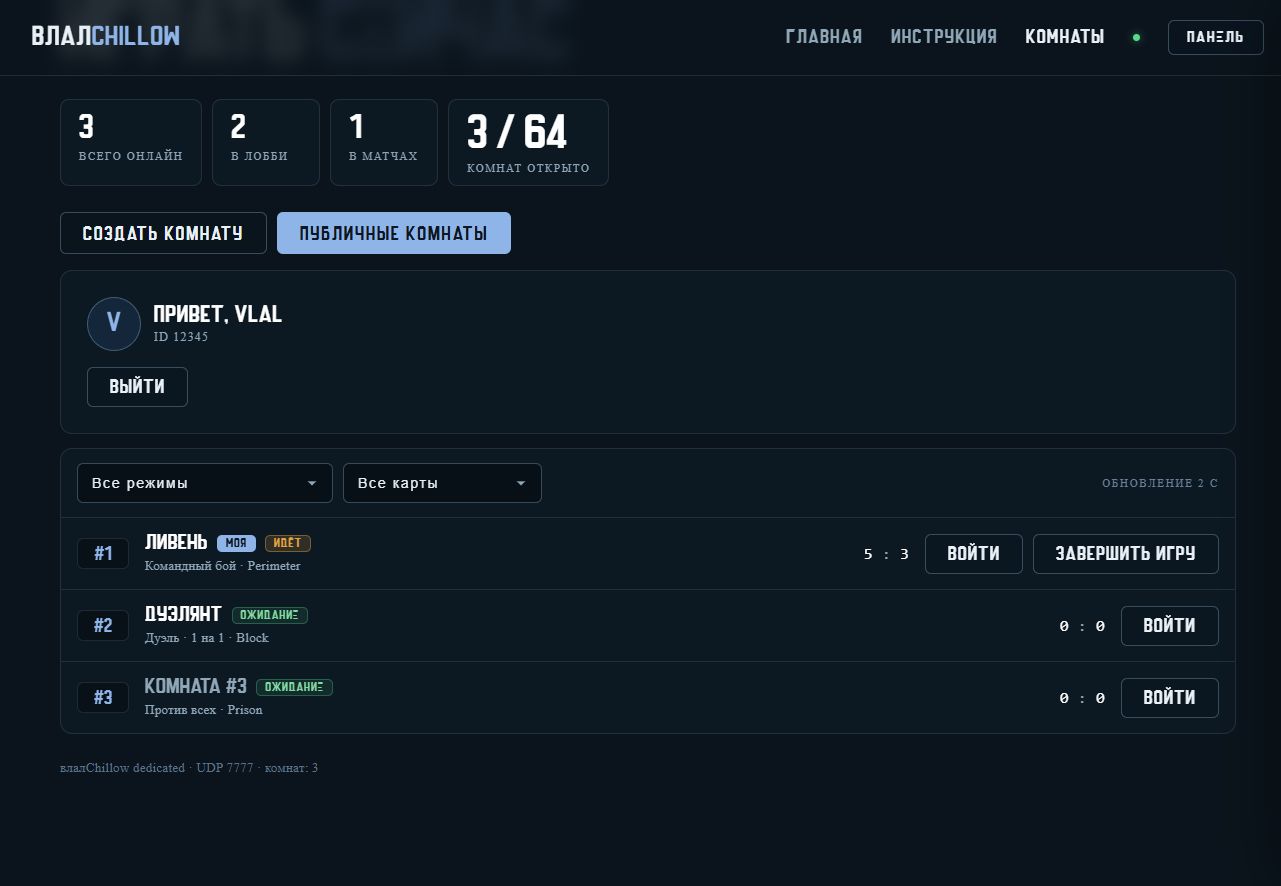 ВЛАЛCHILLOW ГЛАВНАЯ ИНСТРУКЦИЯ КОМНАТЫ ПАНЕЛЬ
3 2 1 3 / 64
ВСЕГО ОНЛАЙН В ЛОББИ В МАТЧАХ КОМНАТ ОТКРЫТО
СОЗДАТЬ КОМНАТУ ПУБЛИЧНЫЕ КОМНАТЫ
V ПРИВЕТ, VLAL
ID 12345
ВЫЙТИ
Все режимы Все карты ОБНОВЛЕНИЕ 2 С
#1 ЛИВЕНЬ МОЯ ИДЁТ 5 : 3 ВОЙТИ ЗАВЕРШИТЬ ИГРУ
Командный бой · Perimeter
#2 ДУЭЛЯНТ ОЖИДАНИЕ 0 : 0 ВОЙТИ
Дуэль · 1 на 1 · Block
#3 КОМНАТА #3 ОЖИДАНИЕ 0 : 0 ВОЙТИ
Против всех · Prison
влалChillow dedicated · UDP 7777 · комнат: 3